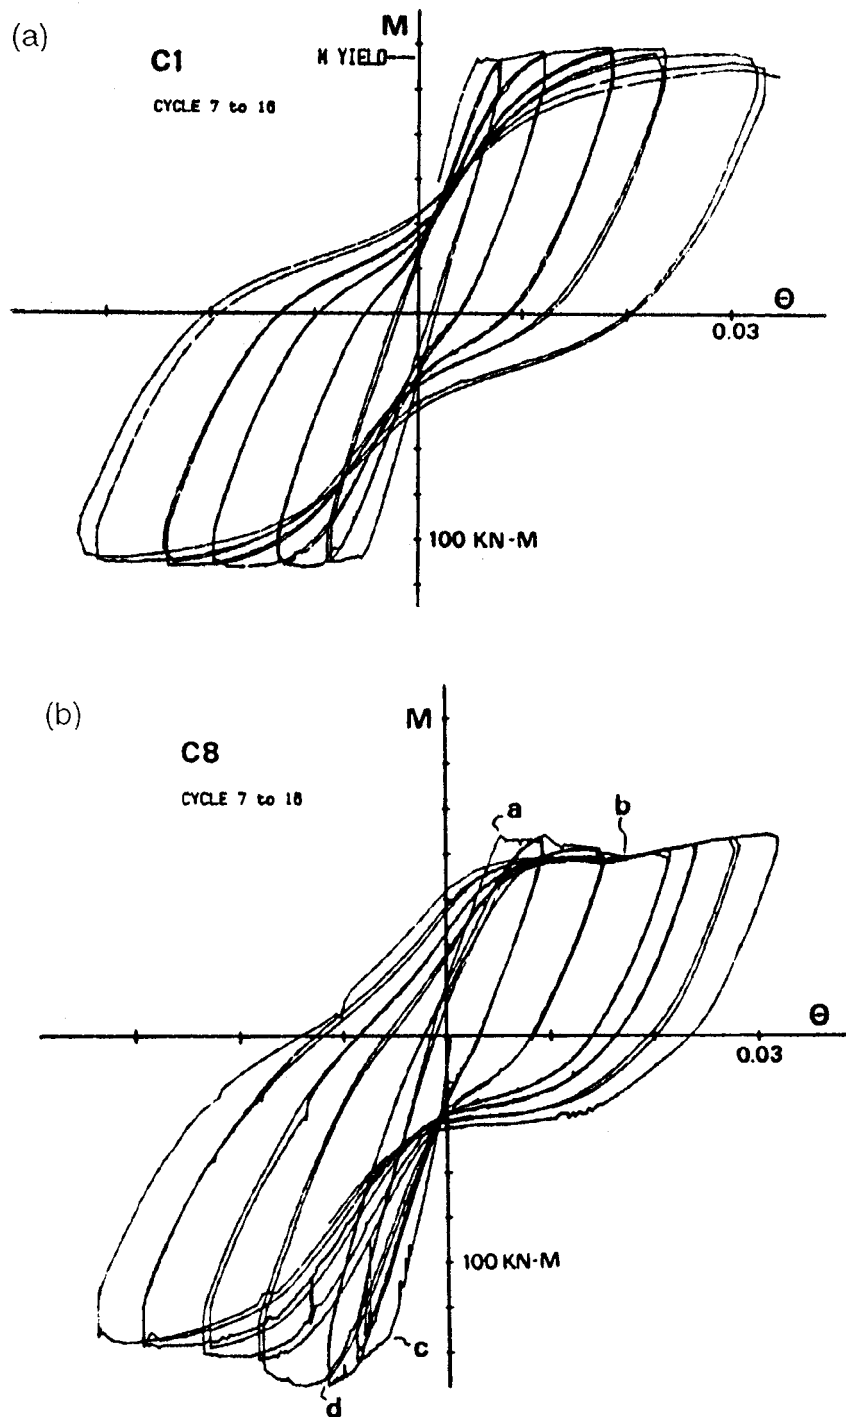 (a)
M
C1
M YIELD
CYCLE 7 to 16
Θ
0.03
100 KN-M
(b)
M
C8
CYCLE 7 to 16
a
b
Θ
0.03
100 KN-M
c
d